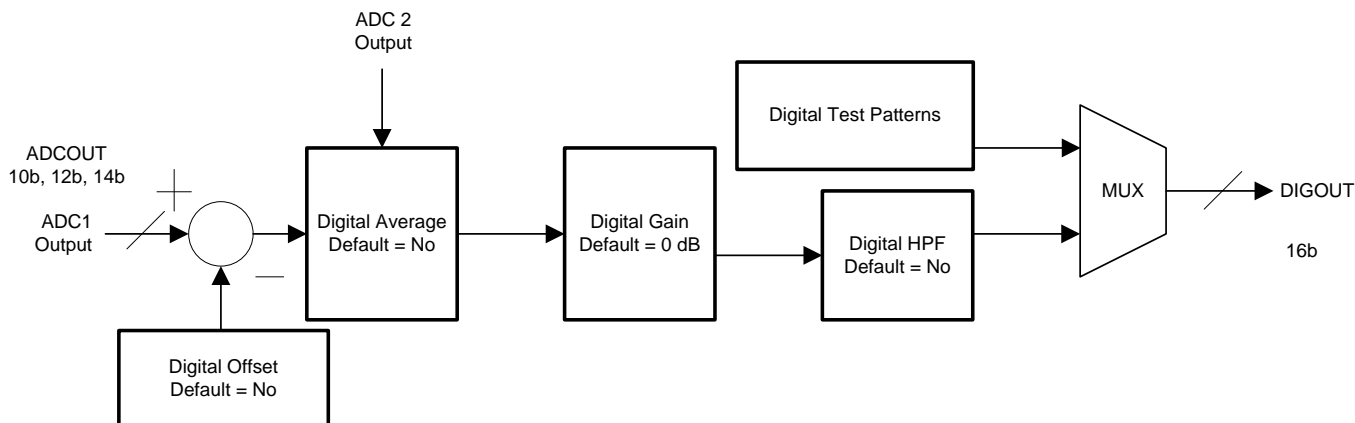 ADC 2
Output
ADCOUT
10b, 12b, 14b
ADC1
Output
Digital Offset
Default = No
Digital Average
Default = No
Digital Gain
Default = 0 dB
Digital Test Patterns
Digital HPF
Default = No
MUX
DIGOUT
16b